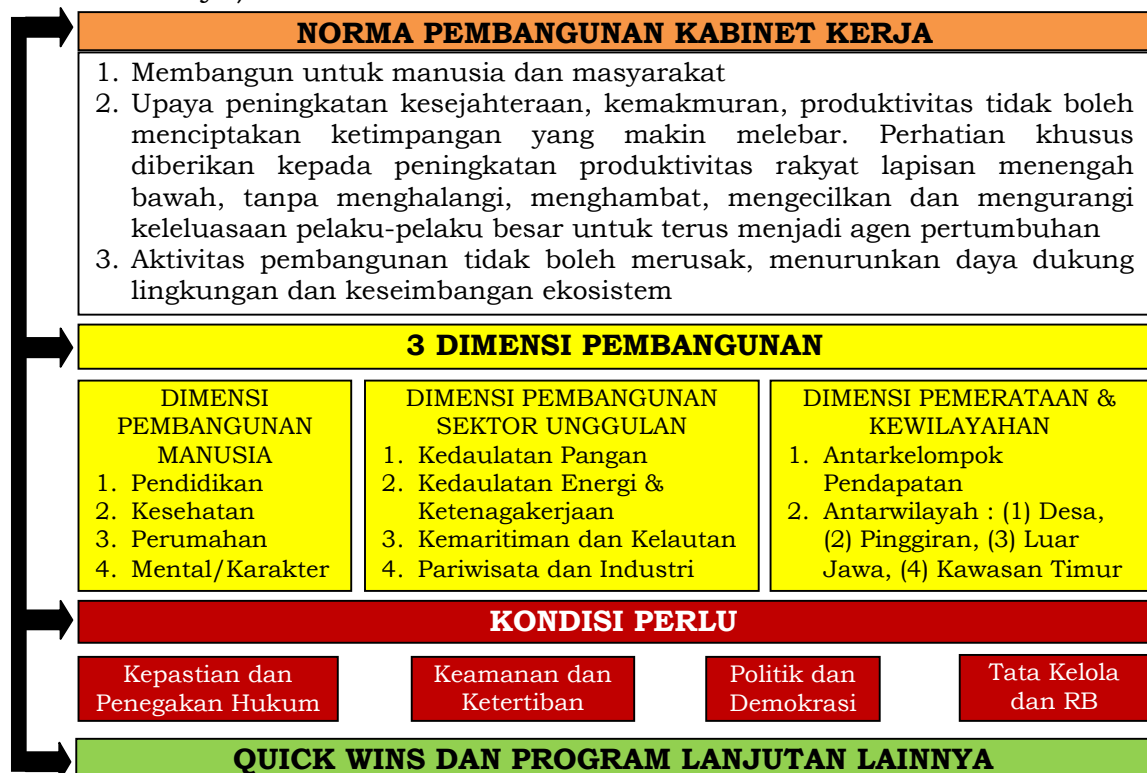 NORMA PEMBANGUNAN KABINET KERJA
1. Membangun untuk manusia dan masyarakat
2. Upaya peningkatan kesejahteraan, kemakmuran, produktivitas tidak boleh
menciptakan ketimpangan yang makin melebar. Perhatian khusus
diberikan kepada peningkatan produktivitas rakyat lapisan menengah
bawah, tanpa menghalangi, menghambat, mengecilkan dan mengurangi
keleluasaan pelaku-pelaku besar untuk terus menjadi agen pertumbuhan
3. Aktivitas pembangunan tidak boleh merusak, menurunkan daya dukung
lingkungan dan keseimbangan ekosistem
3 DIMENSI PEMBANGUNAN
DIMENSI
PEMBANGUNAN
MANUSIA
1. Pendidikan
2. Kesehatan
3. Perumahan
4. Mental/Karakter
DIMENSI PEMBANGUNAN
SEKTOR UNGGULAN
1. Kedaulatan Pangan
2. Kedaulatan Energi &
Ketenagakerjaan
3. Kemaritiman dan Kelautan
4. Pariwisata dan Industri
DIMENSI PEMERATAAN &
KEWILAYAHAN
1. Antarkelompok
Pendapatan
2. Antarwilayah : (1) Desa,
(2) Pinggiran, (3) Luar
Jawa, (4) Kawasan Timur
KONDISI PERLU
Kepastian dan
Penegakan Hukum
Keamanan dan
Ketertiban
Politik dan
Demokrasi
Tata Kelola
dan RB
QUICK WINS DAN PROGRAM LANJUTAN LAINNYA